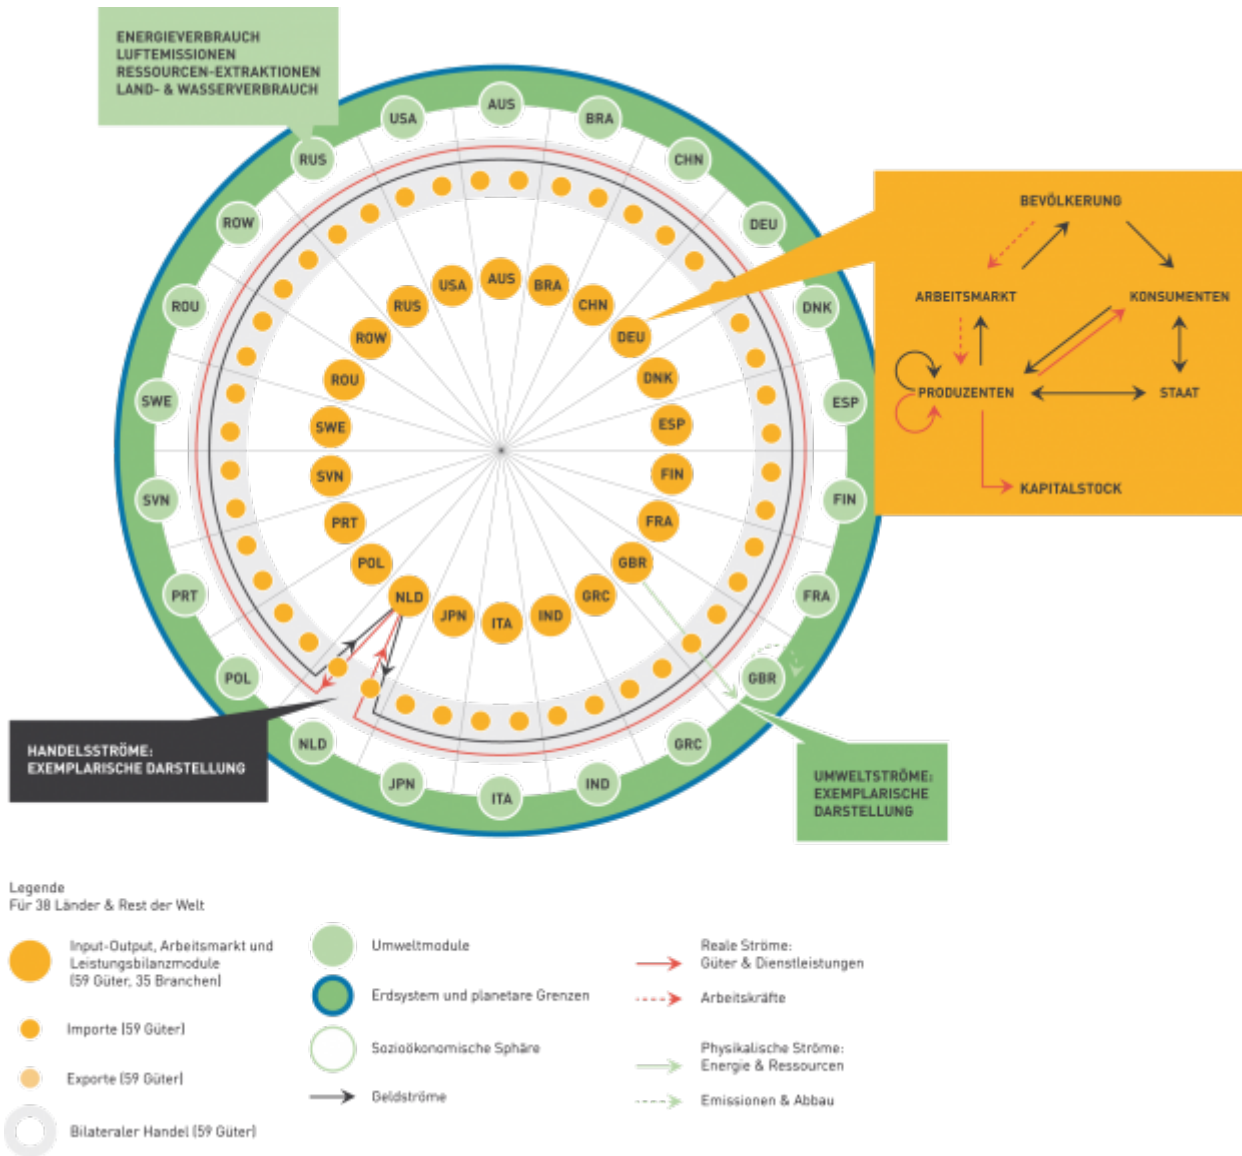 ENERGIEVERBRAUCH
LUFTEMISSIONEN
RESSOURCEN-EXTRAKTIONEN
LAND- & WASSERVERBRAUCH
AUS
BRA
CHN
DEU
DNK
ESP
FIN
FRA
GBR
GRC
IND
ITA
JPN
NLD
POL
PRT
SVN
SWE
ROU
ROW
RUS
USA
AUS
BRA
CHN
DEU
DNK
ESP
FIN
FRA
GBR
GRC
IND
ITA
JPN
NLD
POL
PRT
SVN
SWE
ROU
ROW
RUS
USA
BEVÖLKERUNG
ARBEITSMARKT
KONSUMENTEN
PRODUZENTEN
STAAT
KAPITALSTOCK
HANDELSSTRÖME:
EXEMPLARISCHE DARSTELLUNG
UMWELTSTRÖME:
EXEMPLARISCHE
DARSTELLUNG
Legende
Für 38 Länder & Rest der Welt
Input-Output, Arbeitsmarkt und
Leistungsbilanzmodule
(59 Güter, 35 Branchen)
Importe (59 Güter)
Exporte (59 Güter)
Bilateraler Handel (59 Güter)
Umweltmodule
Erdsystem und planetare Grenzen
Sozioökonomische Sphäre
Geldströme
Reale Ströme:
Güter & Dienstleistungen
Arbeitskräfte
Physikalische Ströme:
Energie & Ressourcen
Emissionen & Abbau